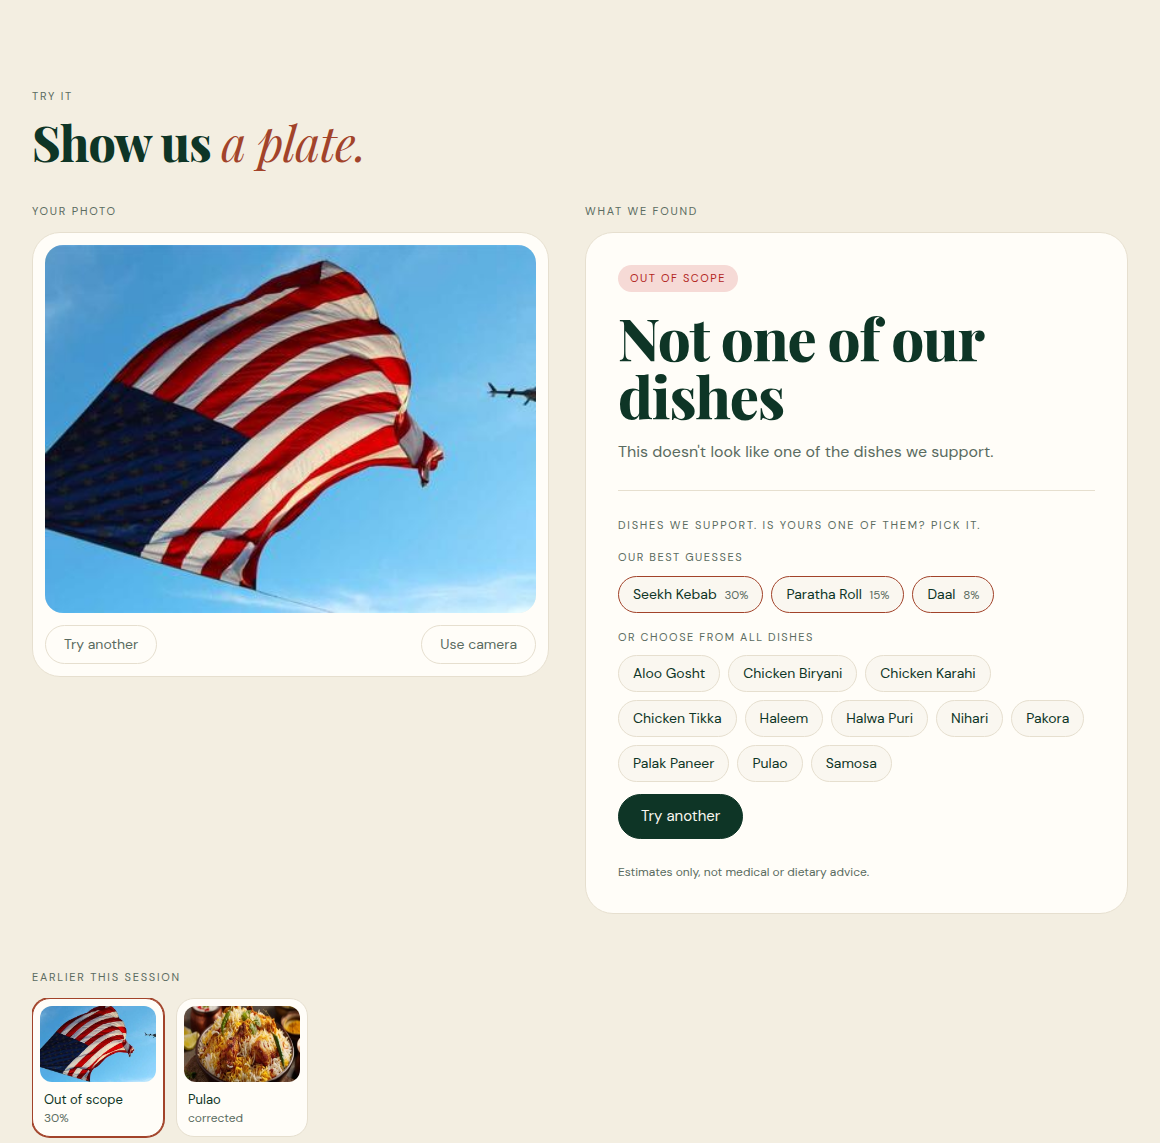 TRY IT
Show us a plate.
YOUR PHOTO
Try another
Use camera
WHAT WE FOUND
OUT OF SCOPE
Not one of our
dishes
This doesn't look like one of the dishes we support.
DISHES WE SUPPORT. IS YOURS ONE OF THEM? PICK IT.
OUR BEST GUESSES
Seekh Kebab 30% Paratha Roll 15% Daal 8%
OR CHOOSE FROM ALL DISHES
Aloo Gosht Chicken Biryani Chicken Karahi
Chicken Tikka Haleem Halwa Puri Nihari Pakora
Palak Paneer Pulao Samosa
Try another
Estimates only, not medical or dietary advice.
EARLIER THIS SESSION
Out of scope
30%
Pulao
corrected